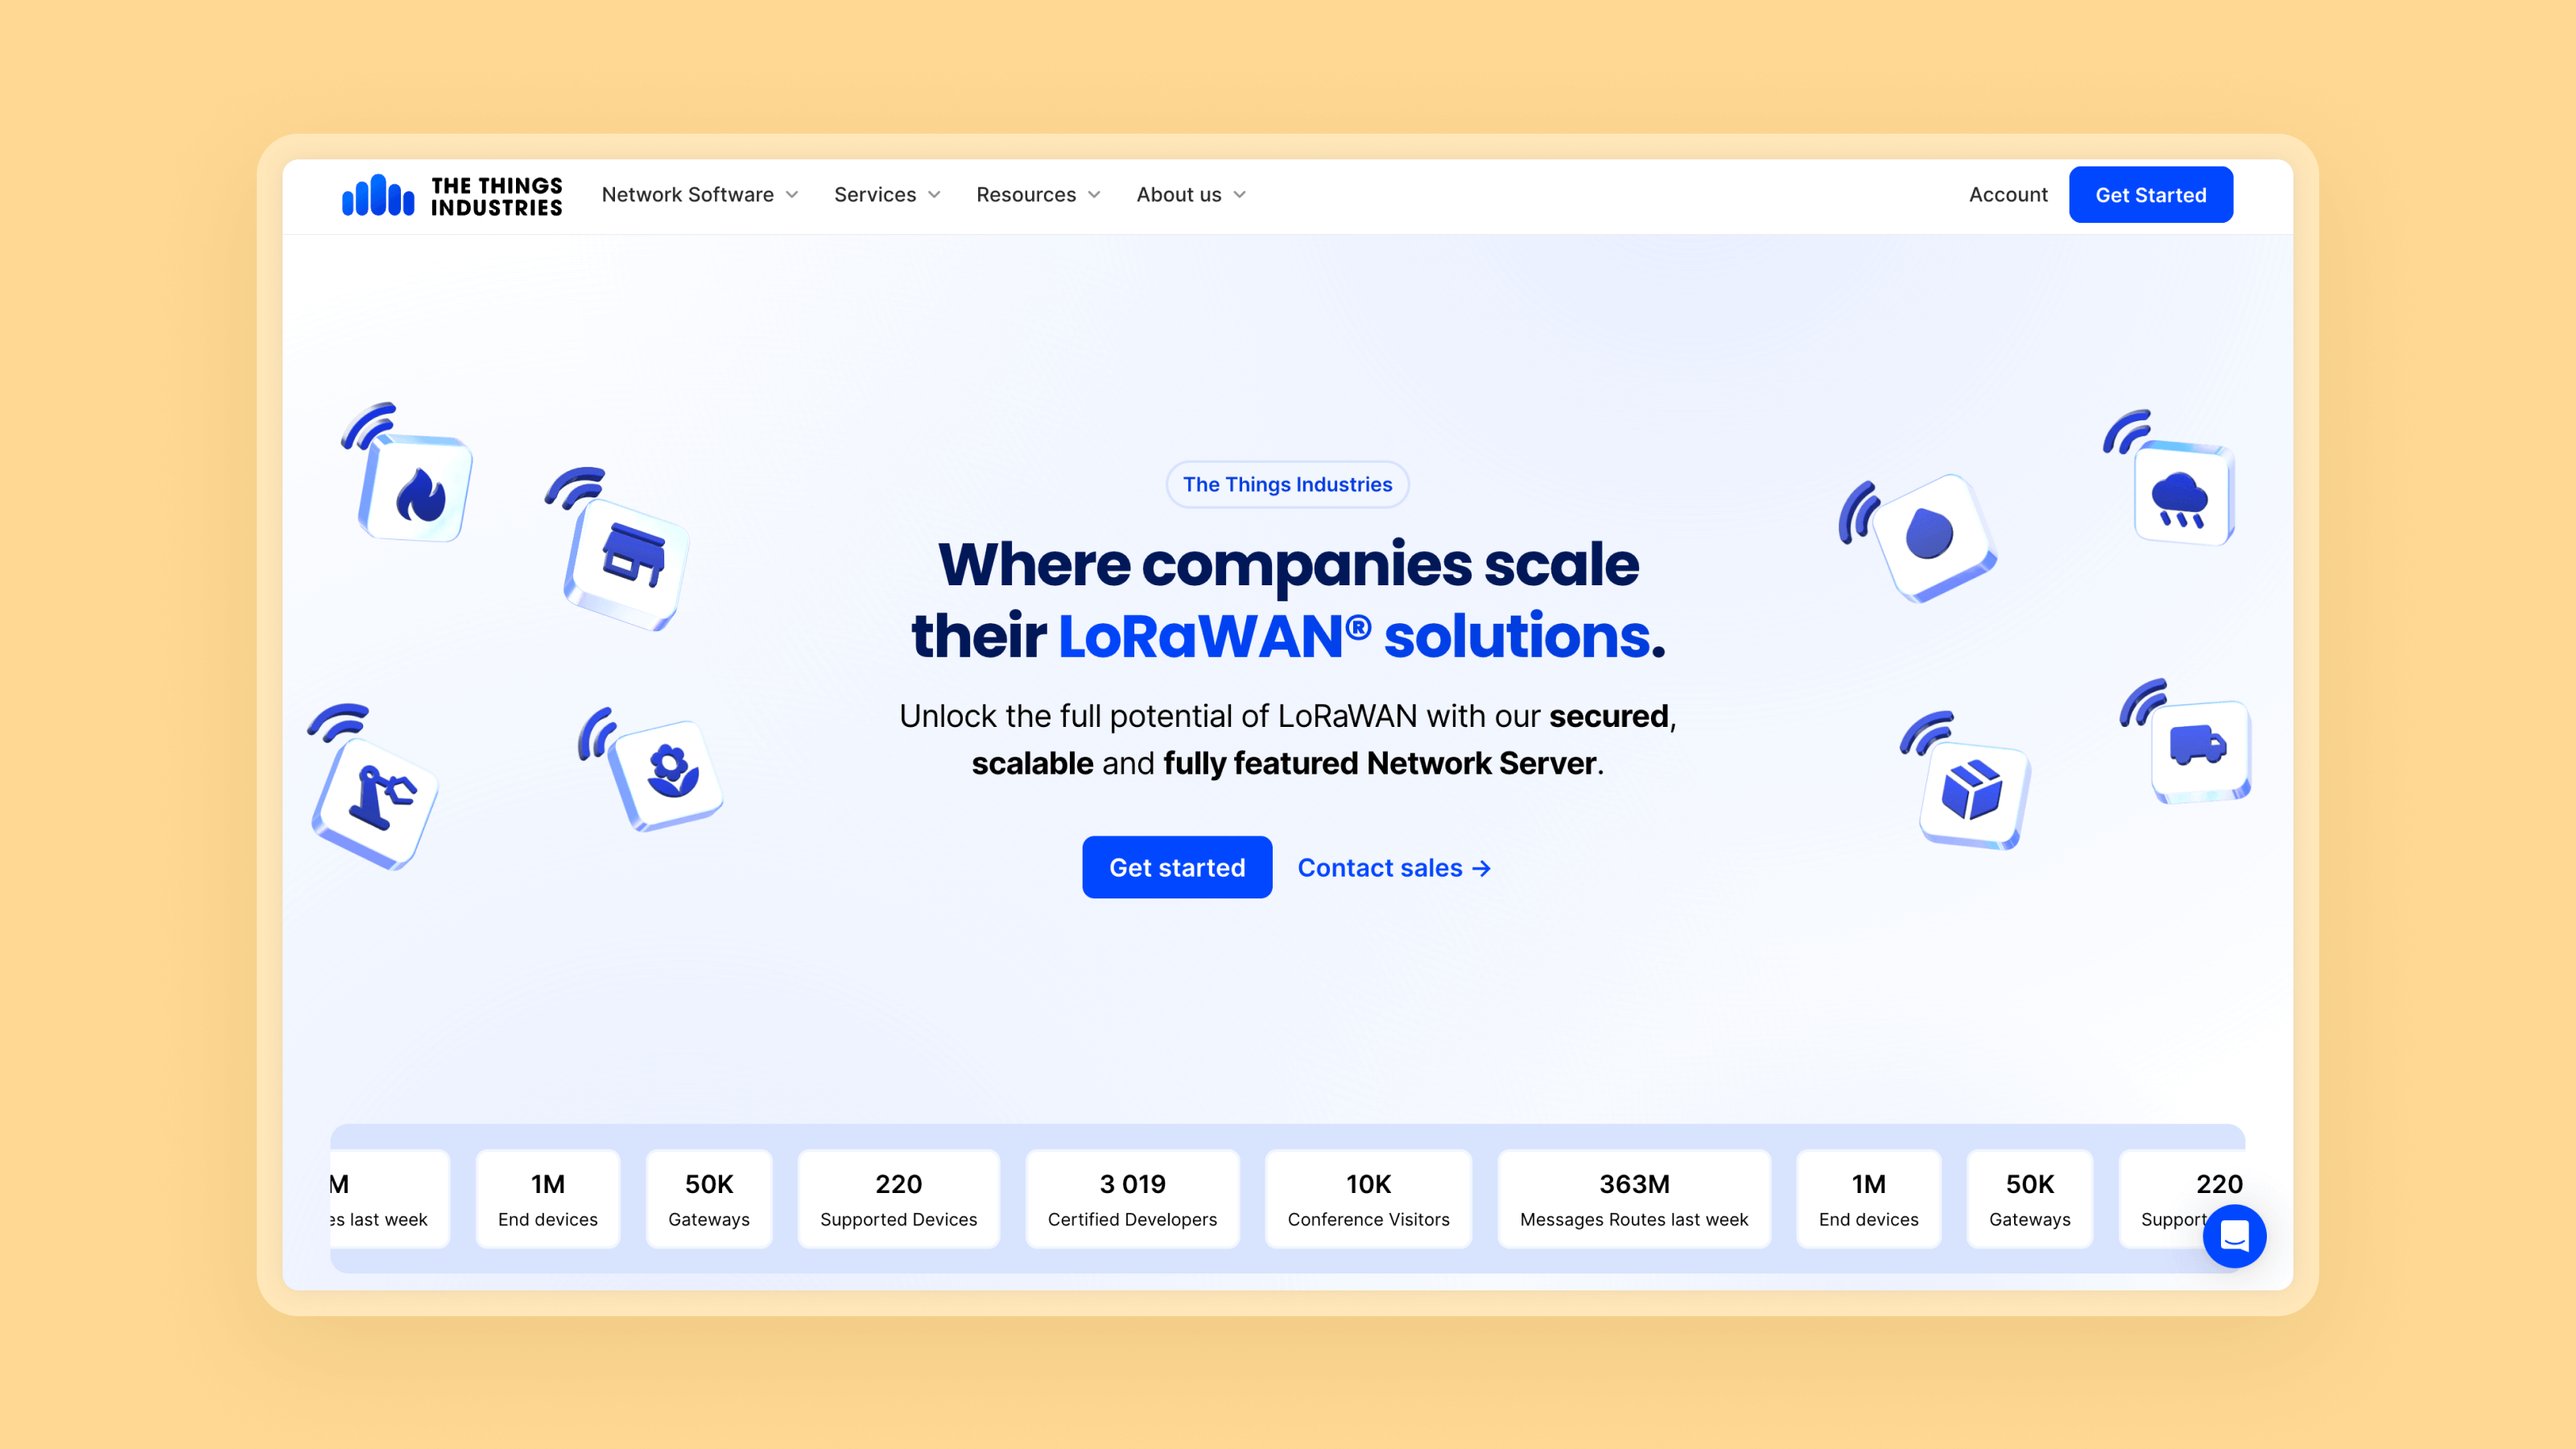 THE THINGS
INDUSTRIES
Network Software
Services
Resources
About us
Account
Get Started
The Things Industries
Where companies scale
their LoRaWAN® solutions.
Unlock the full potential of LoRaWAN with our secured,
scalable and fully featured Network Server.
Get started
Contact sales →
M
es last week
1M
End devices
50K
Gateways
220
Supported Devices
3 019
Certified Developers
10K
Conference Visitors
363M
Messages Routes last week
1M
End devices
50K
Gateways
220
Support